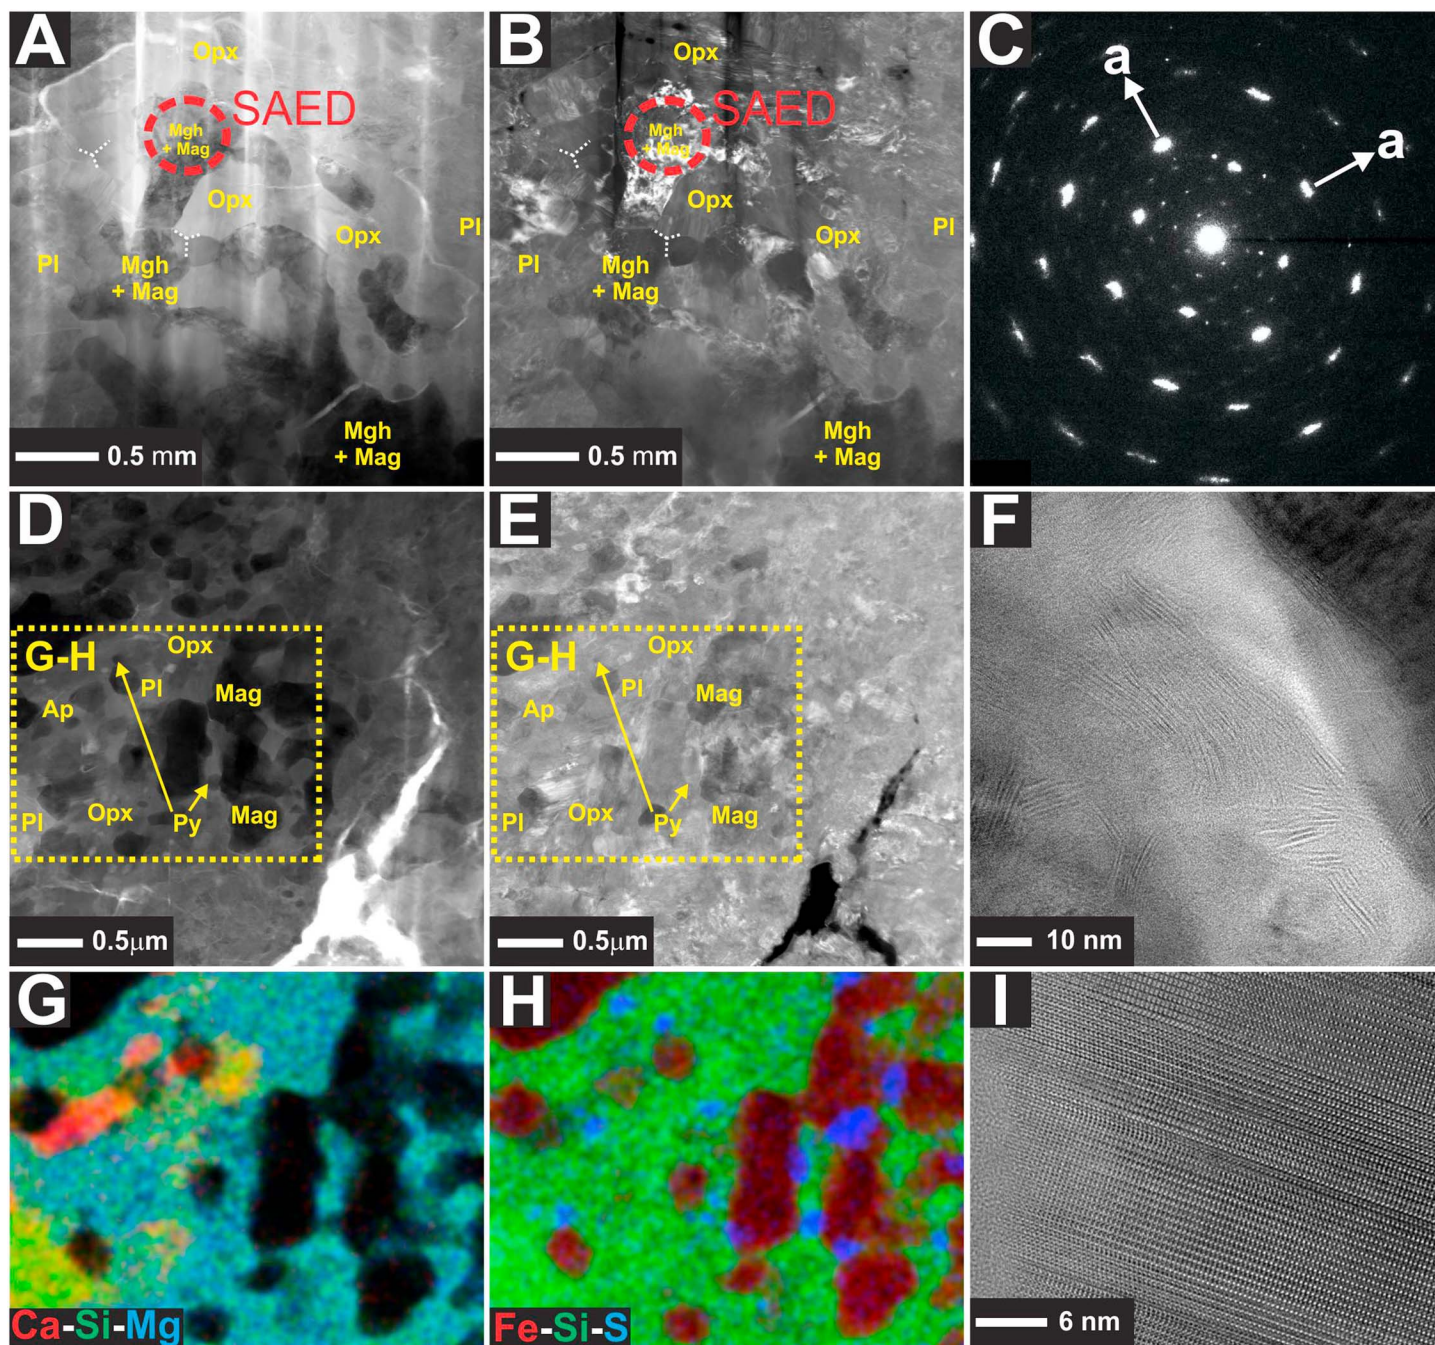 A
Opx
SAED
Mgh
+ Mag
Opx
Opx
Pl
Pl
Mgh
+ Mag
Mgh
+ Mag
0.5 mm
B
Opx
SAED
Mgh
+ Mag
Opx
Opx
Pl
Pl
Mgh
+ Mag
Mgh
+ Mag
0.5 mm
C
a
a
D
G-H
Opx
Pl
Mag
Ap
Opx
Mag
Pl
Py
0.5μm
E
G-H
Opx
Pl
Mag
Ap
Opx
Mag
Pl
Py
0.5μm
F
10 nm
G
Ca-Si-Mg
H
Fe-Si-S
I
6 nm